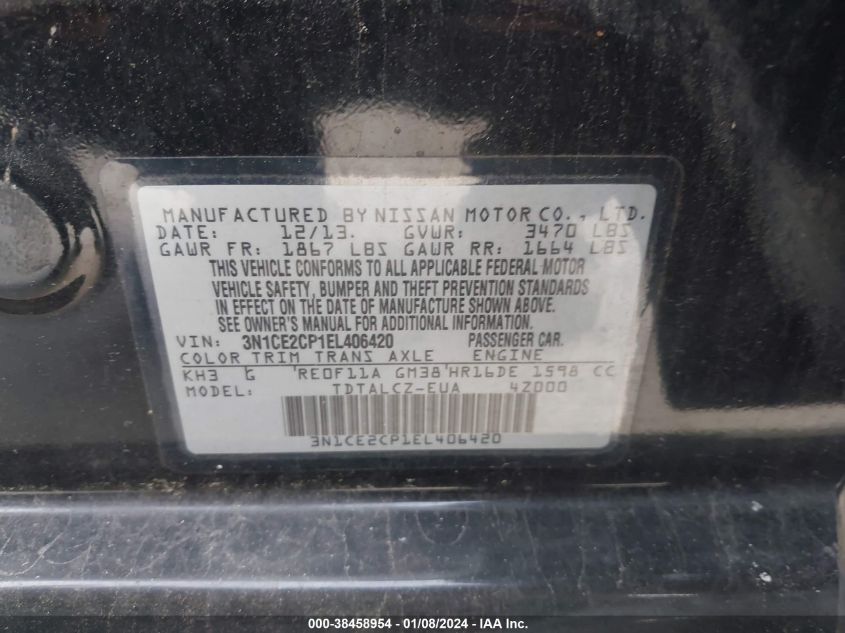 MANUFACTURED BY NISSAN MOTOR CO., LTD.
DATE: 12/13. GVWR: 3470 LBS
GAWR FR: 1867 LBS GAWR RR: 1664 LBS
THIS VEHICLE CONFORMS TO ALL APPLICABLE FEDERAL MOTOR
VEHICLE SAFETY, BUMPER AND THEFT PREVENTION STANDARDS
IN EFFECT ON THE DATE OF MANUFACTURE SHOWN ABOVE.
SEE OWNER'S MANUAL FOR ADDITIONAL INFORMATION.
VIN: 3N1CE2CP1EL406420 PASSENGER CAR.
COLOR TRIM TRANS AXLE ENGINE
KH3 G 'RE0F11A GM38'HR16DE 1598 CC
MODEL: TDTALCZ-EUA 4Z000
3N1CE2CP1EL406420
000-38458954 | 01/08/2024 - IAA Inc.